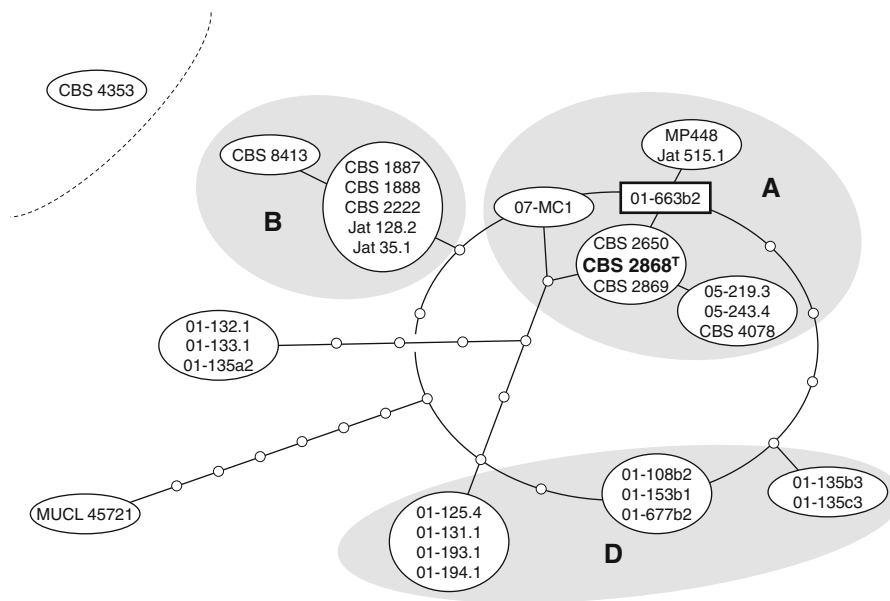 CBS 4353
CBS 8413
CBS 1887
CBS 1888
CBS 2222
Jat 128.2
Jat 35.1
B
MP448
Jat 515.1
01-663b2
A
07-MC1
CBS 2650
CBS 2868ᵀ
CBS 2869
05-219.3
05-243.4
CBS 4078
01-132.1
01-133.1
01-135a2
MUCL 45721
01-125.4
01-131.1
01-193.1
01-194.1
01-108b2
01-153b1
01-677b2
D
01-135b3
01-135c3